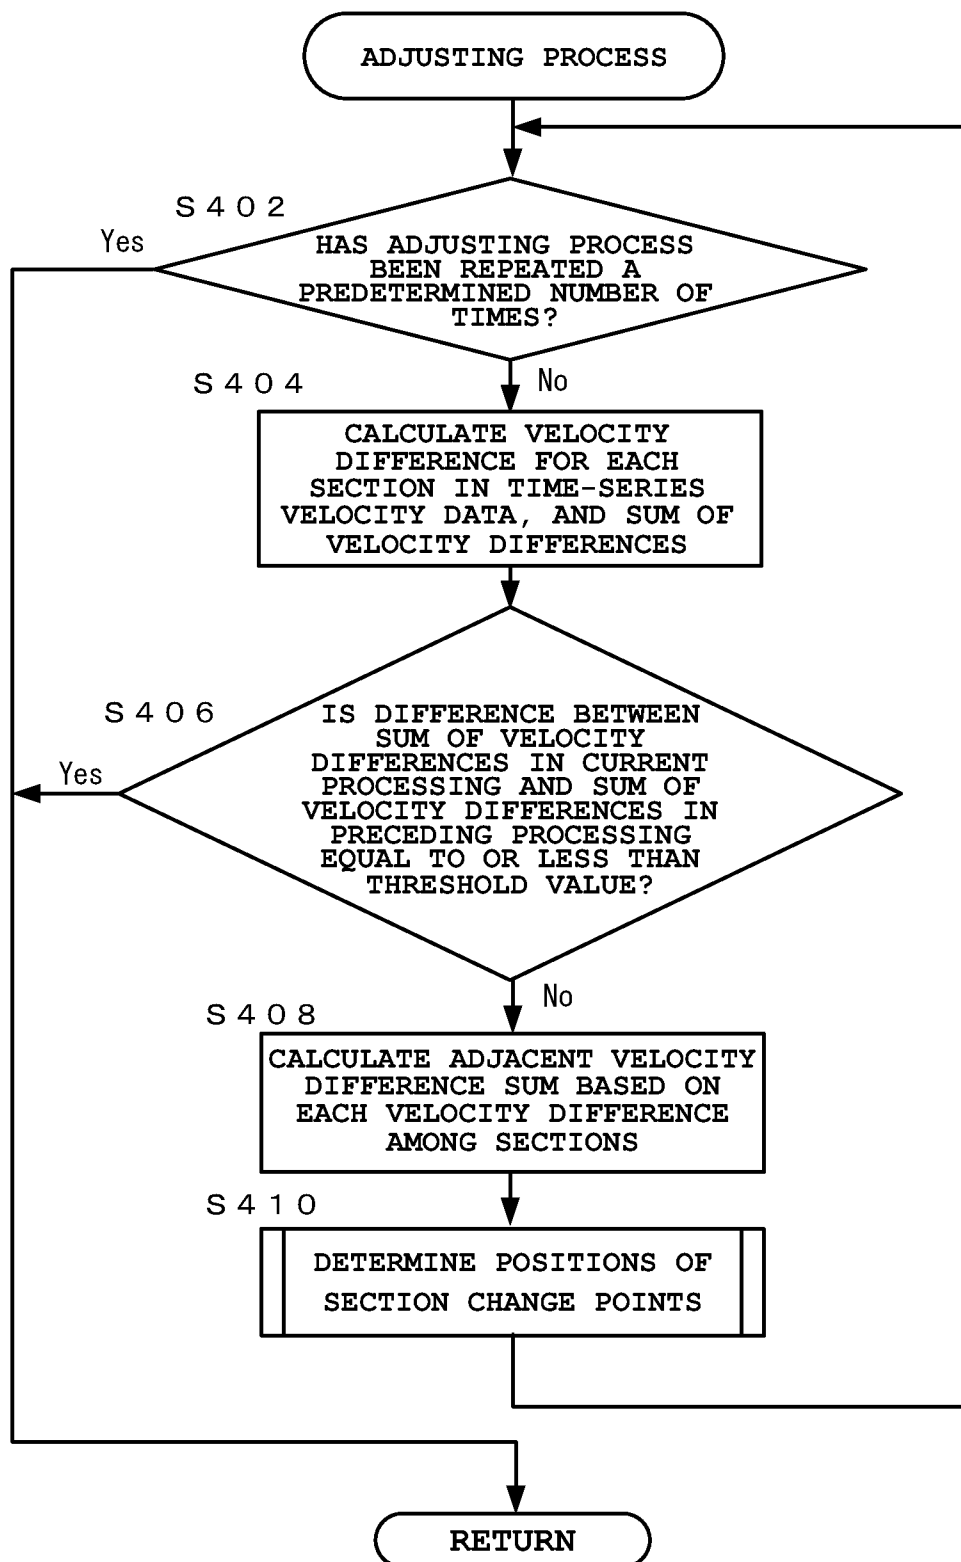 ADJUSTING PROCESS
S402
Yes
HAS ADJUSTING PROCESS
BEEN REPEATED A
PREDETERMINED NUMBER OF
TIMES?
No
S404
CALCULATE VELOCITY
DIFFERENCE FOR EACH
SECTION IN TIME-SERIES
VELOCITY DATA, AND SUM OF
VELOCITY DIFFERENCES
S406
Yes
IS DIFFERENCE BETWEEN
SUM OF VELOCITY
DIFFERENCES IN CURRENT
PROCESSING AND SUM OF
VELOCITY DIFFERENCES IN
PRECEDING PROCESSING
EQUAL TO OR LESS THAN
THRESHOLD VALUE?
No
S408
CALCULATE ADJACENT VELOCITY
DIFFERENCE SUM BASED ON
EACH VELOCITY DIFFERENCE
AMONG SECTIONS
S410
DETERMINE POSITIONS OF
SECTION CHANGE POINTS
RETURN